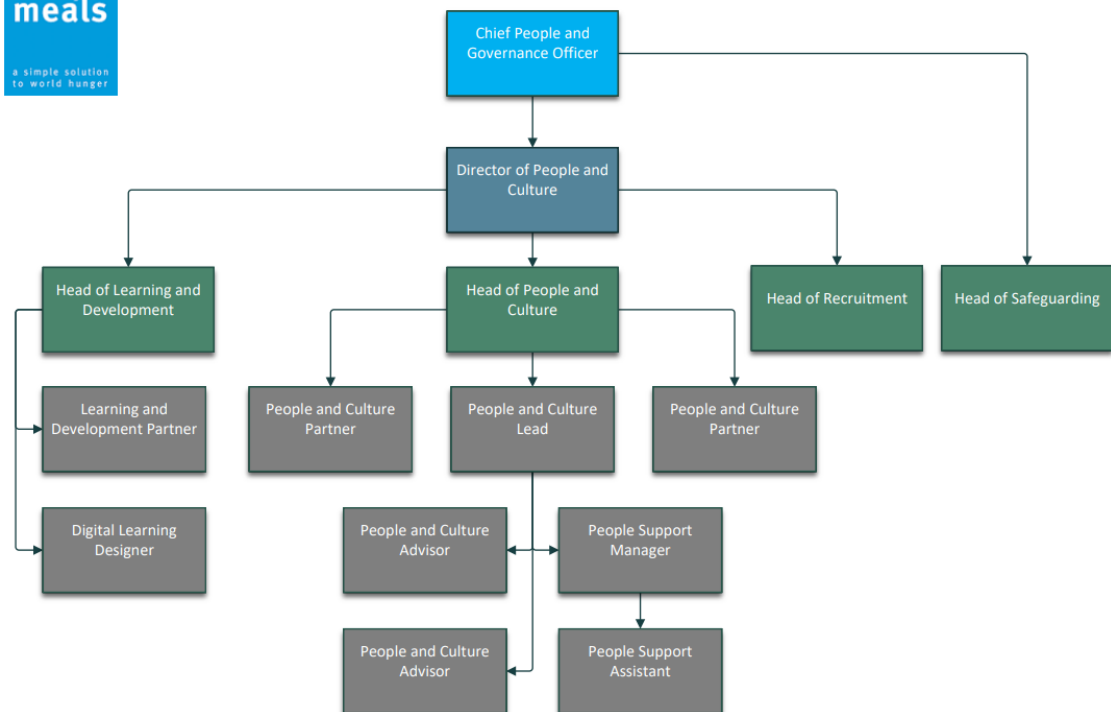 meals
a simple solution
to world hunger
Chief People and
Governance Officer
Director of People and
Culture
Head of Learning and
Development
Head of People and
Culture
Head of Recruitment
Head of Safeguarding
Learning and
Development Partner
People and Culture
Partner
People and Culture
Lead
People and Culture
Partner
Digital Learning
Designer
People and Culture
Advisor
People Support
Manager
People and Culture
Advisor
People Support
Assistant